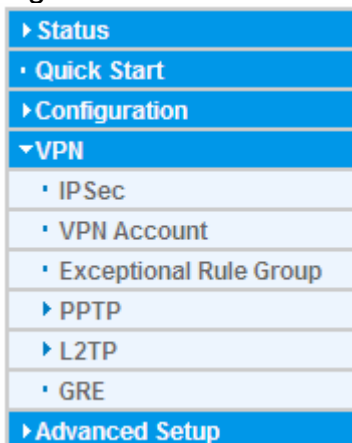 Status
Quick Start
Configuration
VPN
IPSec
VPN Account
Exceptional Rule Group
PPTP
L2TP
GRE
Advanced Setup